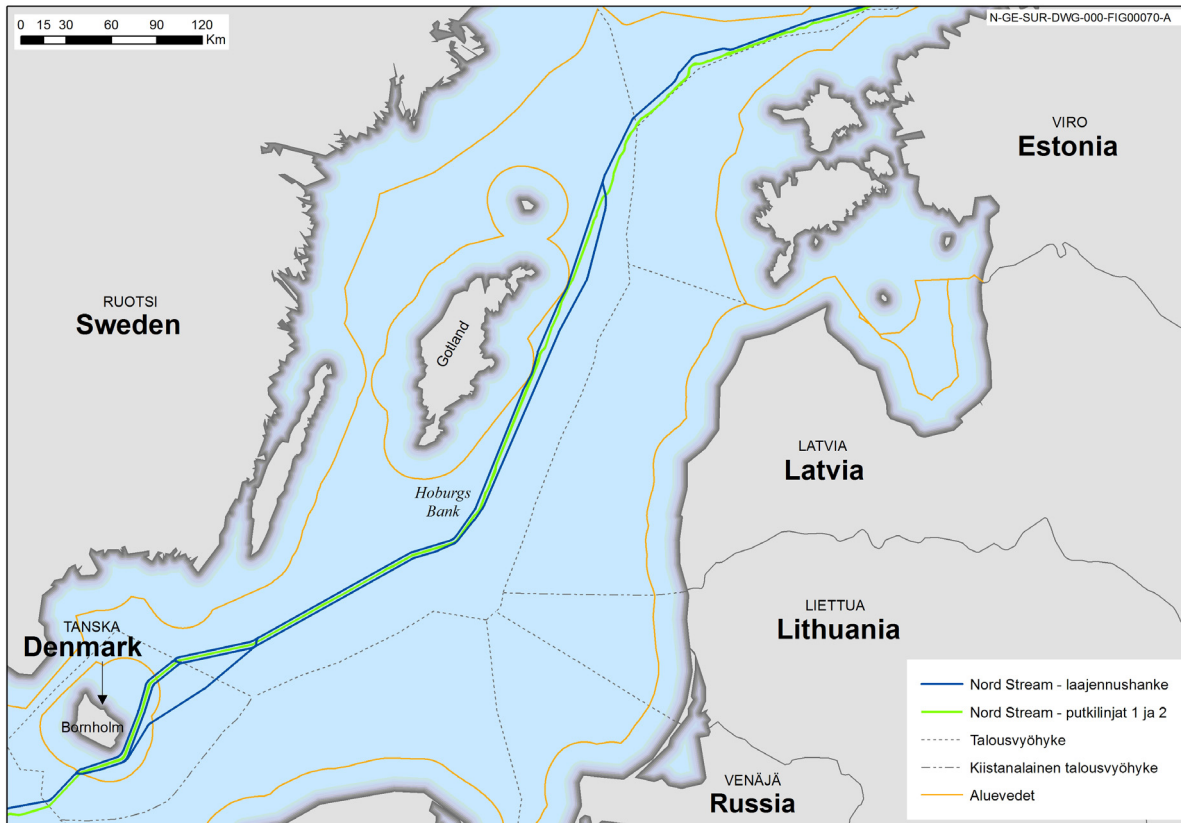 0 15 30 60 90 120
Km
N-GE-SUR-DWG-000-FIG00070-A
VIRO
Estonia
RUOTSI
Sweden
Gotland
LATVIA
Latvia
Hoburgs
Bank
LIETTUA
Lithuania
TANSKA
Denmark
Bornholm
VENÄJÄ
Russia
Nord Stream - laajennushanke
Nord Stream - putkilinjat 1 ja 2
Talousvyöhyke
Kiistanalainen talousvyöhyke
Aluevedet